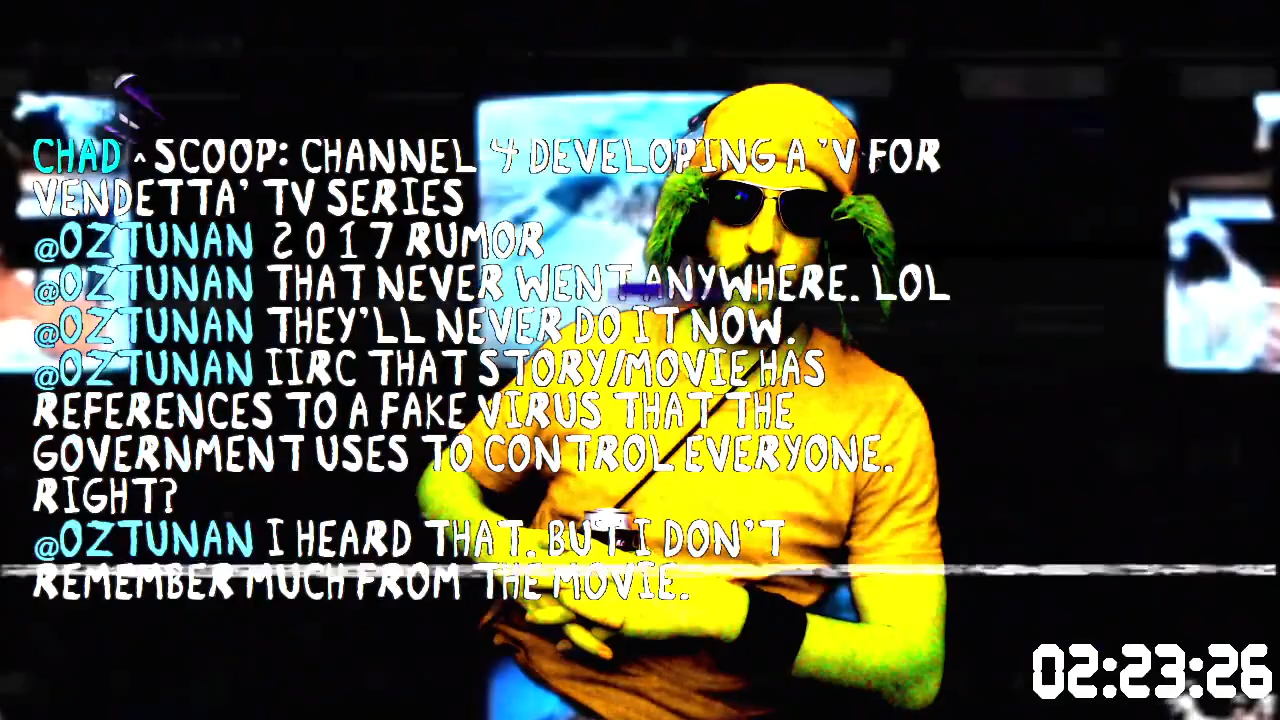 CHAD ^ SCOOP: CHANNEL 4 DEVELOPING A 'V FOR
VENDETTA' TV SERIES
@OZTUNAN 2017 RUMOR
@OZTUNAN THAT NEVER WENT ANYWHERE. LOL
@OZTUNAN THEY'LL NEVER DO IT NOW.
@OZTUNAN IIRC THAT STORY/MOVIE HAS
REFERENCES TO A FAKE VIRUS THAT THE
GOVERNMENT USES TO CONTROL EVERYONE.
RIGHT?
@OZTUNAN I HEARD THAT. BUT I DON'T
REMEMBER MUCH FROM THE MOVIE.
02:23:26